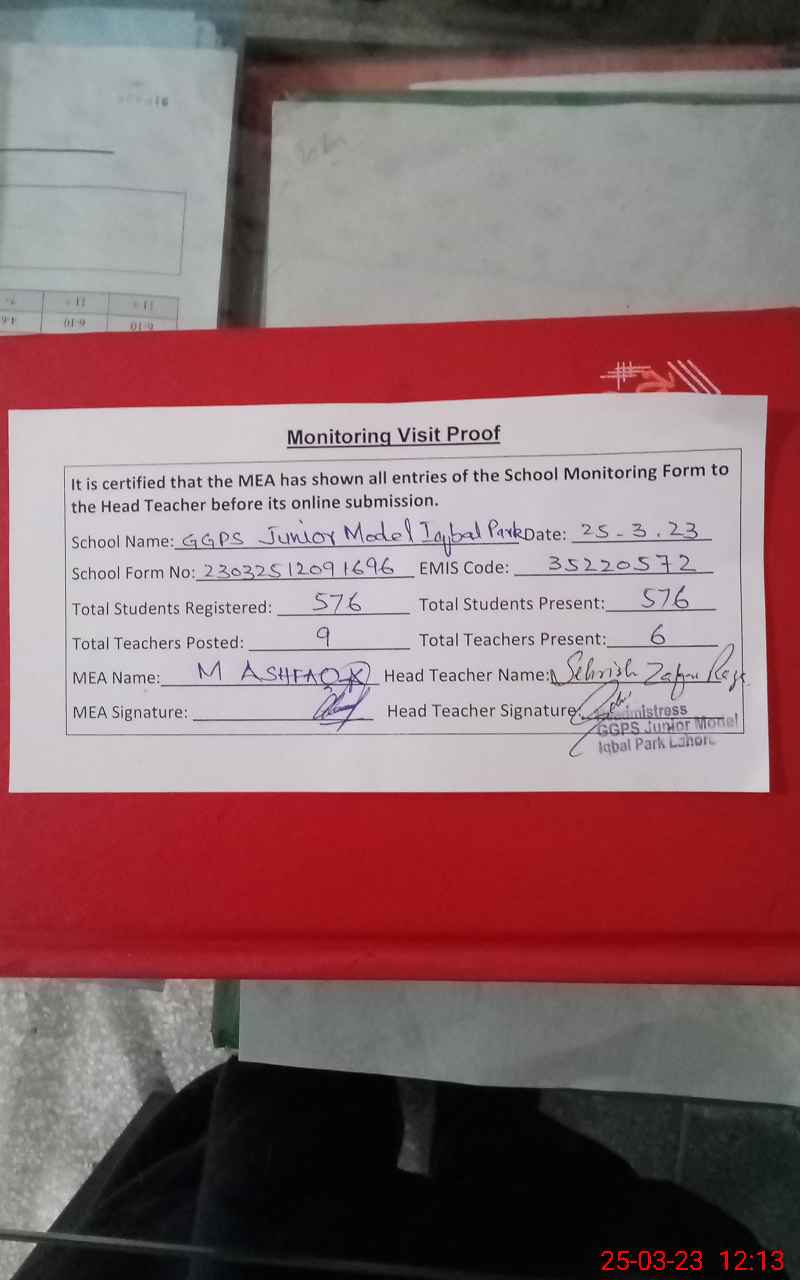 Monitoring Visit Proof
It is certified that the MEA has shown all entries of the School Monitoring Form to
the Head Teacher before its online submission.
School Name: GGPS Junior Model Iqbal Park Date: 25-3.23
School Form No: 23032512091696 EMIS Code: 35220572
Total Students Registered: 576 Total Students Present: 576
Total Teachers Posted: 9 Total Teachers Present: 6
MEA Name: M ASHFAQ Head Teacher Name: Sehrish Zafar
MEA Signature: Head Teacher Signature:
GGPS Junior Model
Iqbal Park Lahore
25-03-23 12:13